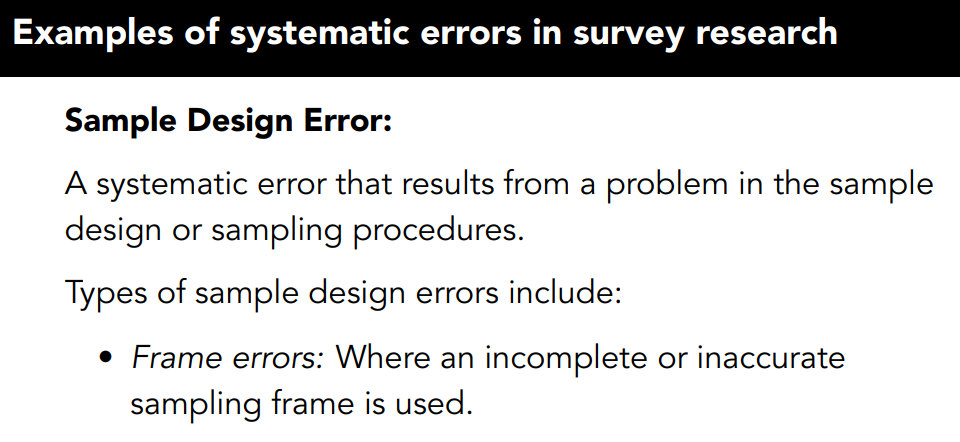 Examples of systematic errors in survey research
Sample Design Error:
A systematic error that results from a problem in the sample
design or sampling procedures.
Types of sample design errors include:
• Frame errors: Where an incomplete or inaccurate
sampling frame is used.